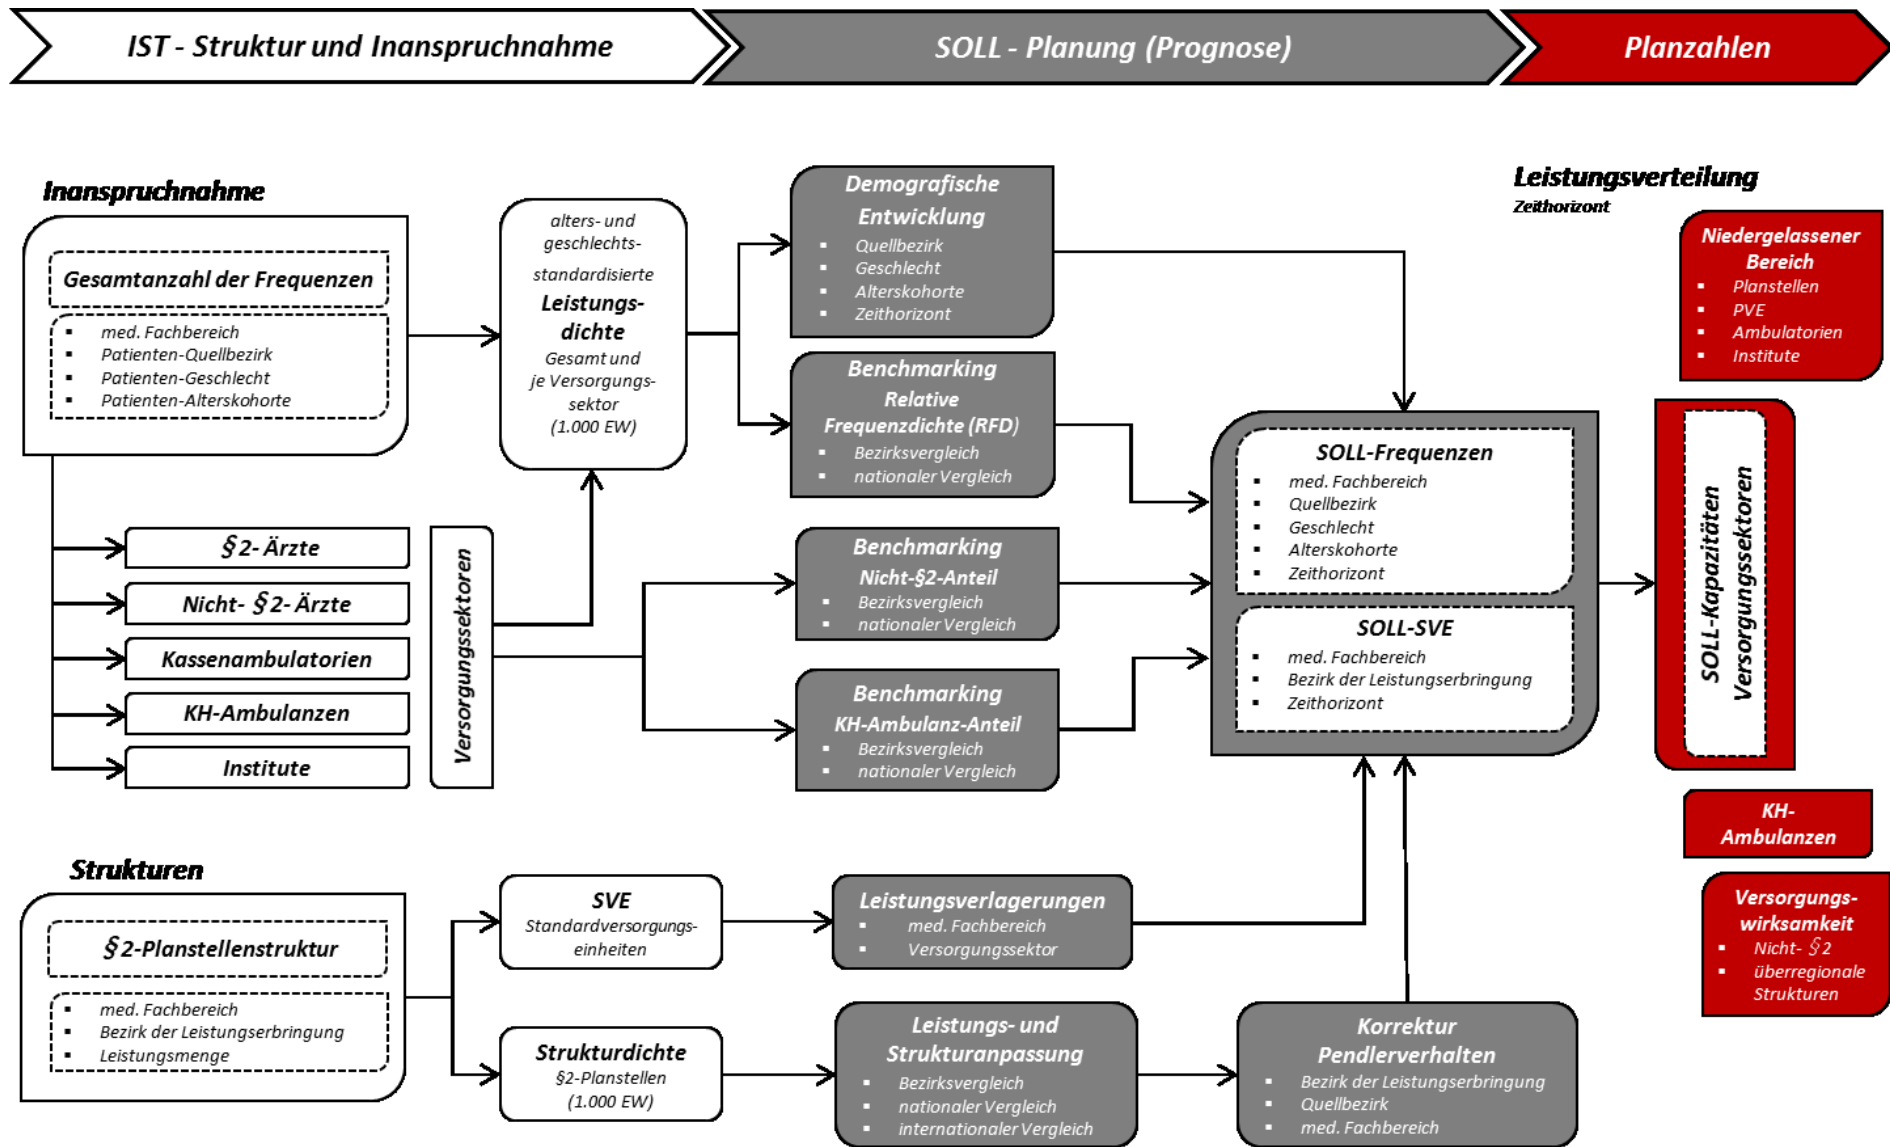 IST - Struktur und Inanspruchnahme
SOLL - Planung (Prognose)
Planzahlen
Inanspruchnahme
Gesamtanzahl der Frequenzen
▪ med. Fachbereich
▪ Patienten-Quellbezirk
▪ Patienten-Geschlecht
▪ Patienten-Alterskohorte
§2- Ärzte
Nicht- §2- Ärzte
Kassenambulatorien
KH-Ambulanzen
Institute
Versorgungssektoren
alters- und
geschlechts-
standardisierte
Leistungs-
dichte
Gesamt und
je Versorgungs-
sektor
(1.000 EW)
Demografische
Entwicklung
▪ Quellbezirk
▪ Geschlecht
▪ Alterskohorte
▪ Zeithorizont
Benchmarking
Relative
Frequenzdichte (RFD)
▪ Bezirksvergleich
▪ nationaler Vergleich
Benchmarking
Nicht-§2-Anteil
▪ Bezirksvergleich
▪ nationaler Vergleich
Benchmarking
KH-Ambulanz-Anteil
▪ Bezirksvergleich
▪ nationaler Vergleich
SOLL-Frequenzen
▪ med. Fachbereich
▪ Quellbezirk
▪ Geschlecht
▪ Alterskohorte
▪ Zeithorizont
SOLL-SVE
▪ med. Fachbereich
▪ Bezirk der Leistungserbringung
▪ Zeithorizont
Leistungsverteilung
Zeithorizont
Niedergelassener
Bereich
▪ Planstellen
▪ PVE
▪ Ambulatorien
▪ Institute
SOLL-Kapazitäten
Versorgungssektoren
KH-
Ambulanzen
Versorgungs-
wirksamkeit
▪ Nicht- §2
▪ überregionale
Strukturen
Strukturen
§2-Planstellenstruktur
▪ med. Fachbereich
▪ Bezirk der Leistungserbringung
▪ Leistungsmenge
SVE
Standardversorgungs-
einheiten
Strukturdichte
§2-Planstellen
(1.000 EW)
Leistungsverlagerungen
▪ med. Fachbereich
▪ Versorgungssektor
Leistungs- und
Strukturanpassung
▪ Bezirksvergleich
▪ nationaler Vergleich
▪ internationaler Vergleich
Korrektur
Pendlerverhalten
▪ Bezirk der Leistungserbringung
▪ Quellbezirk
▪ med. Fachbereich